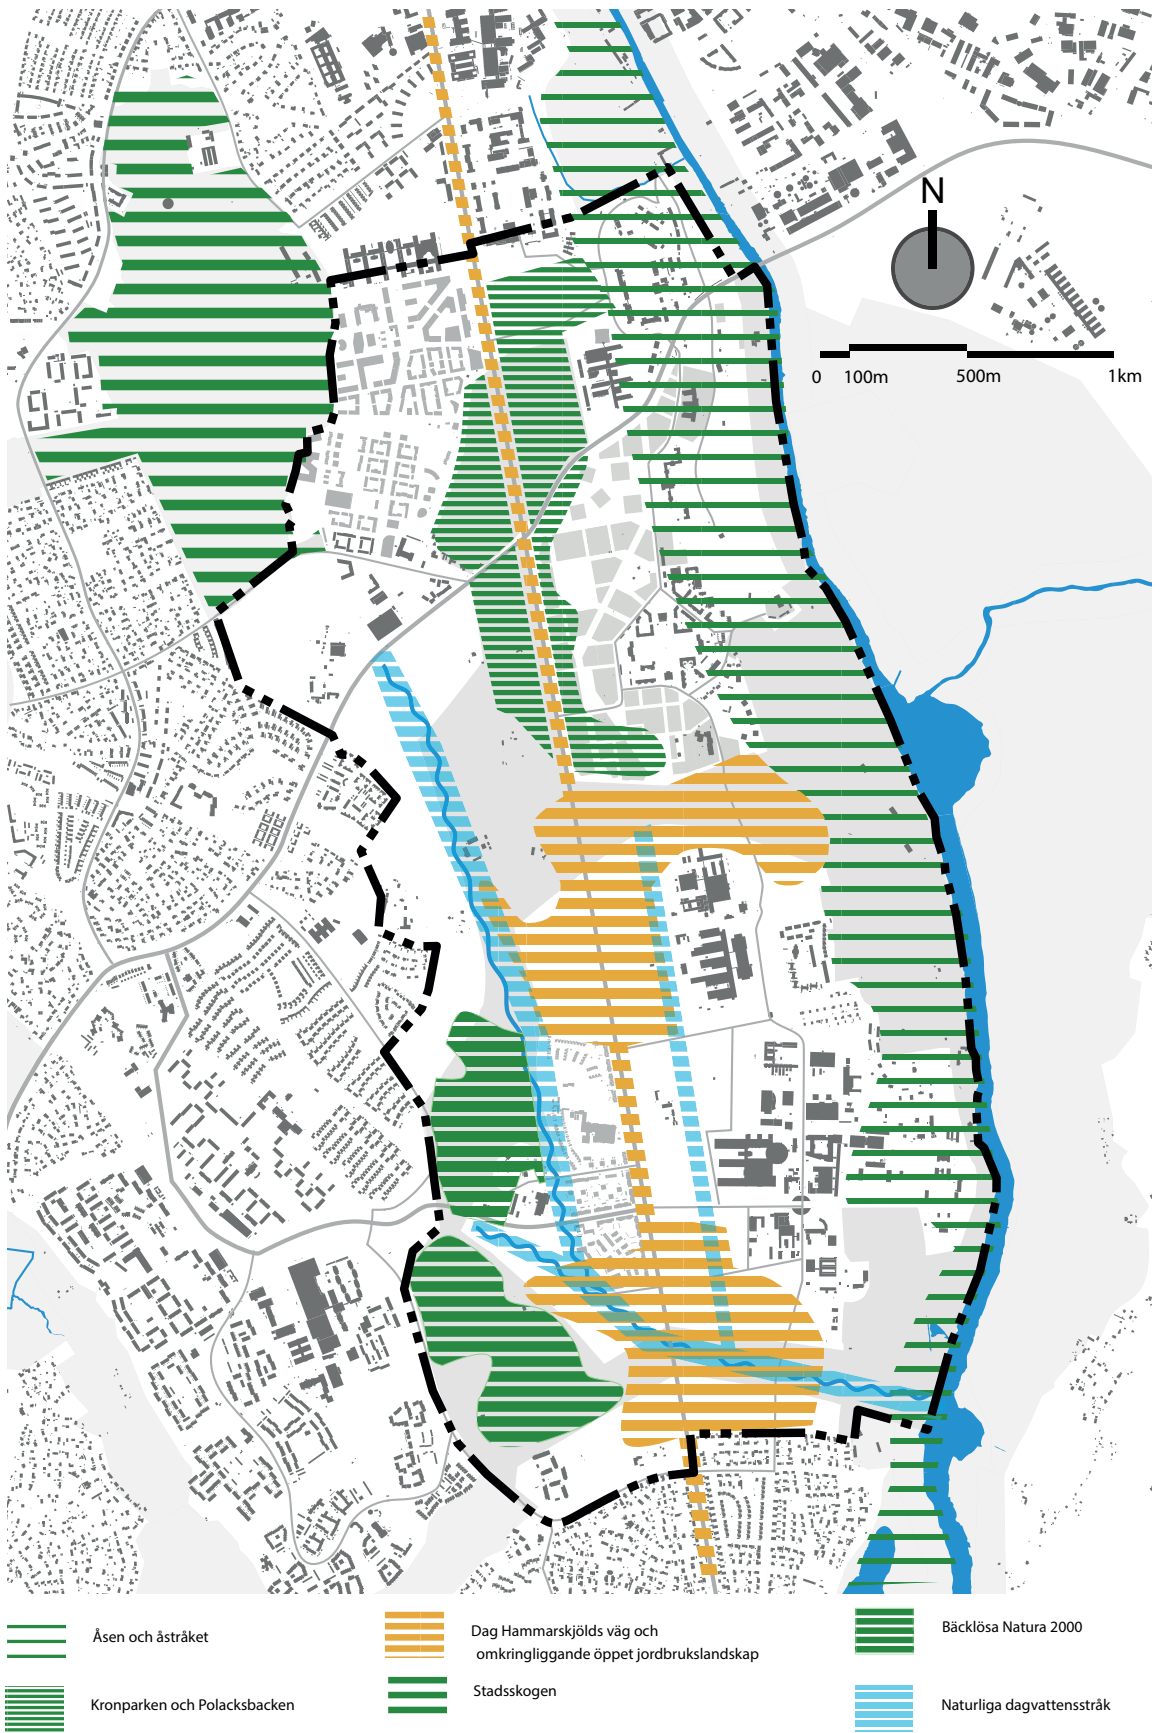 N
0 100m 500m 1km
Åsen och åstråket
Dag Hammarskjölds väg och
omkringliggande öppet jordbrukslandskap
Bäcklösa Natura 2000
Kronparken och Polacksbacken
Stadsskogen
Naturliga dagvattensstråk